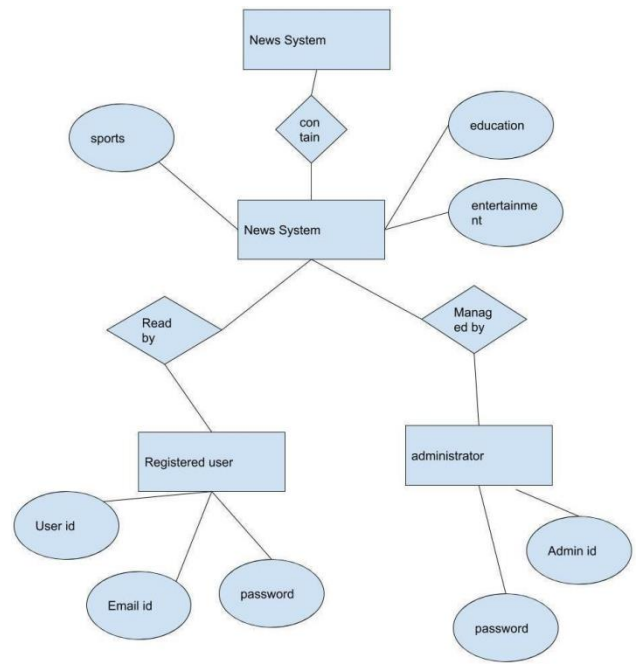 News System
con
tain
sports
education
News System
entertainme
nt
Read
by
Manag
ed by
Registered user
administrator
User id
Admin id
Email id
password
password